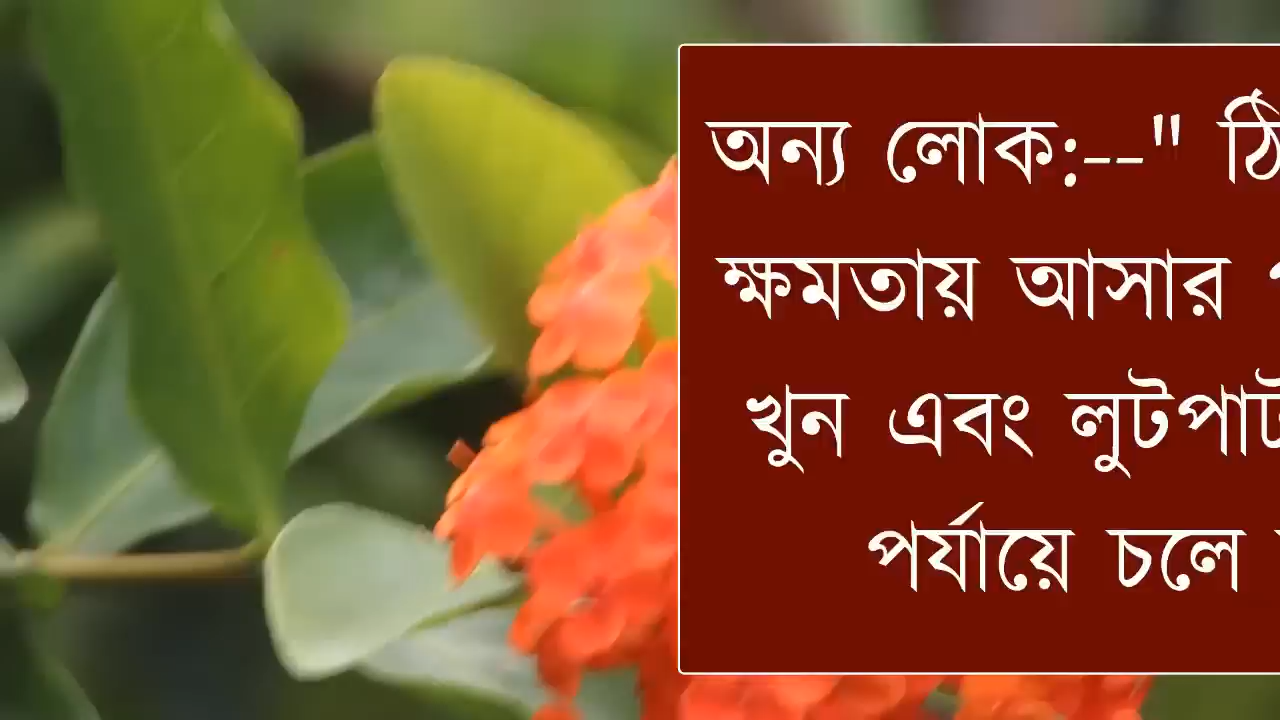 অন্য লোক:--"
ক্ষমতায় আসার
খুন এবং লুটপাট
পর্যায়ে চলে